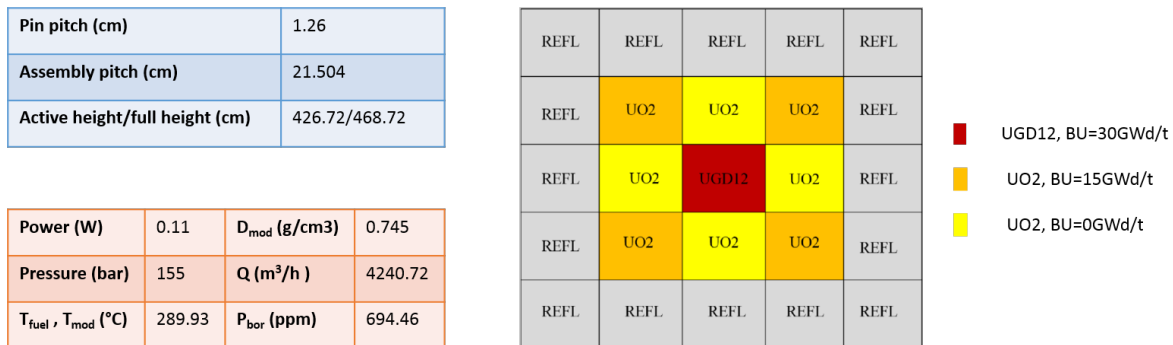 Pin pitch (cm) 1.26
Assembly pitch (cm) 21.504
Active height/full height (cm) 426.72/468.72
Power (W) 0.11 Dmod (g/cm3) 0.745
Pressure (bar) 155 Q (m³/h ) 4240.72
Tfuel , Tmod (°C) 289.93 Pbor (ppm) 694.46
REFL REFL REFL REFL REFL
REFL UO2 UO2 UO2 REFL
REFL UO2 UGD12 UO2 REFL
REFL UO2 UO2 UO2 REFL
REFL REFL REFL REFL REFL
UGD12, BU=30GWd/t
UO2, BU=15GWd/t
UO2, BU=0GWd/t